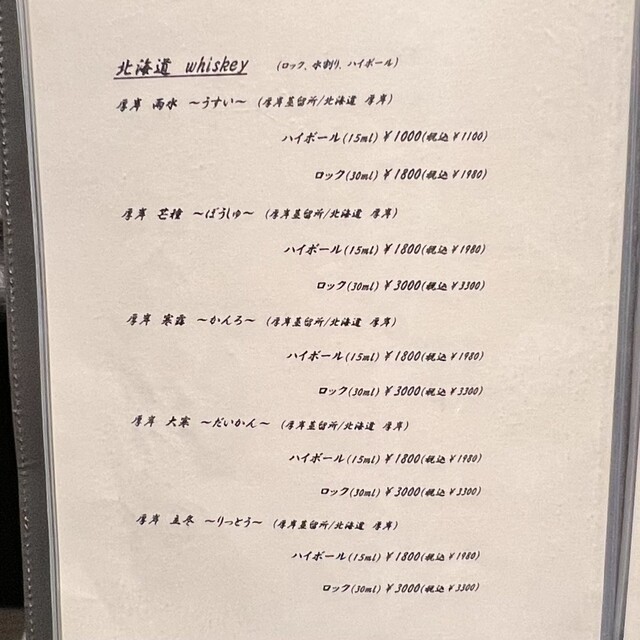 北海道 whiskey (ロック、水割り、ハイボール)
厚岸 雨水 ～うすい～ (厚岸蒸留所/北海道 厚岸)
ハイボール(15ml)¥1000(税込¥1100)
ロック(30ml)¥1800(税込¥1980)
厚岸 芒種 ～ぼうしゅ～ (厚岸蒸留所/北海道 厚岸)
ハイボール(15ml)¥1800(税込¥1980)
ロック(30ml)¥3000(税込¥3300)
厚岸 寒露 ～かんろ～ (厚岸蒸留所/北海道 厚岸)
ハイボール(15ml)¥1800(税込¥1980)
ロック(30ml)¥3000(税込¥3300)
厚岸 大寒 ～だいかん～ (厚岸蒸留所/北海道 厚岸)
ハイボール(15ml)¥1800(税込¥1980)
ロック(30ml)¥3000(税込¥3300)
厚岸 立冬 ～りっとう～ (厚岸蒸留所/北海道 厚岸)
ハイボール(15ml)¥1800(税込¥1980)
ロック(30ml)¥3000(税込¥3300)